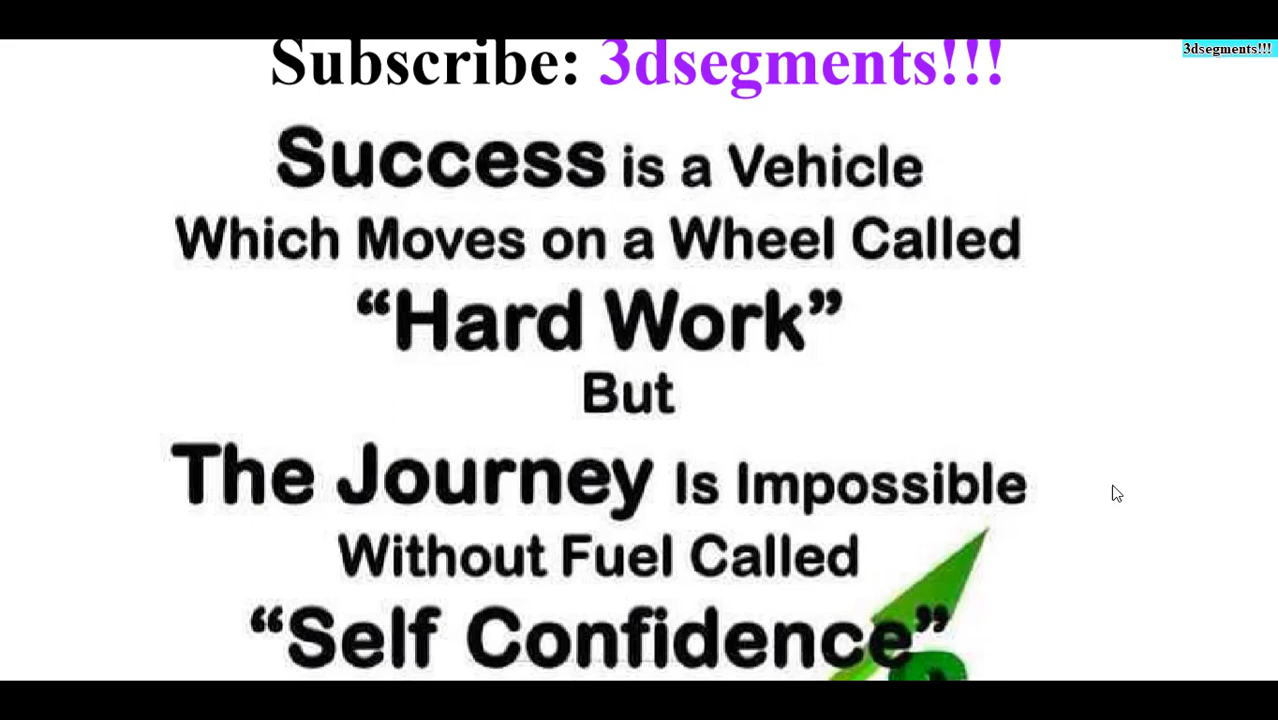 Subscribe: 3dsegments!!!
3dsegments!!!
Success is a Vehicle
Which Moves on a Wheel Called
“Hard Work”
But
The Journey Is Impossible
Without Fuel Called
“Self Confidence”